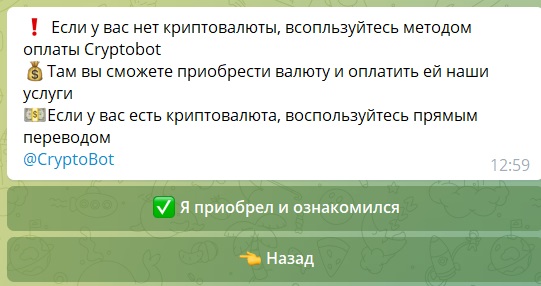 ❗ Если у вас нет криптовалюты, всопльзуйтесь методом
оплаты Cryptobot
💰Там вы сможете приобрести валюту и оплатить ей наши
услуги
💵Если у вас есть криптовалюта, воспользуйтесь прямым
переводом
@CryptoBot
12:59
✅ Я приобрел и ознакомился
👈 Назад